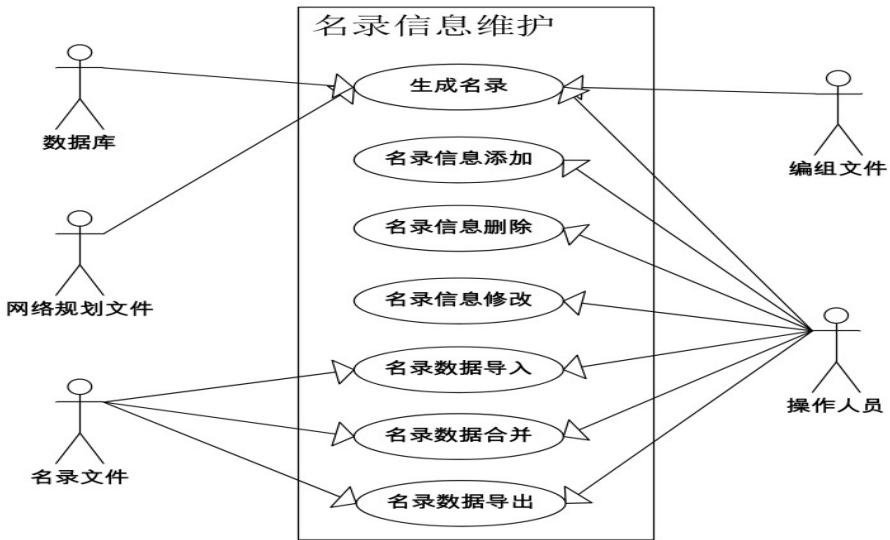 名录信息维护
生成名录
数据库
编组文件
名录信息添加
名录信息删除
网络规划文件
名录信息修改
名录数据导入
操作人员
名录数据合并
名录文件
名录数据导出